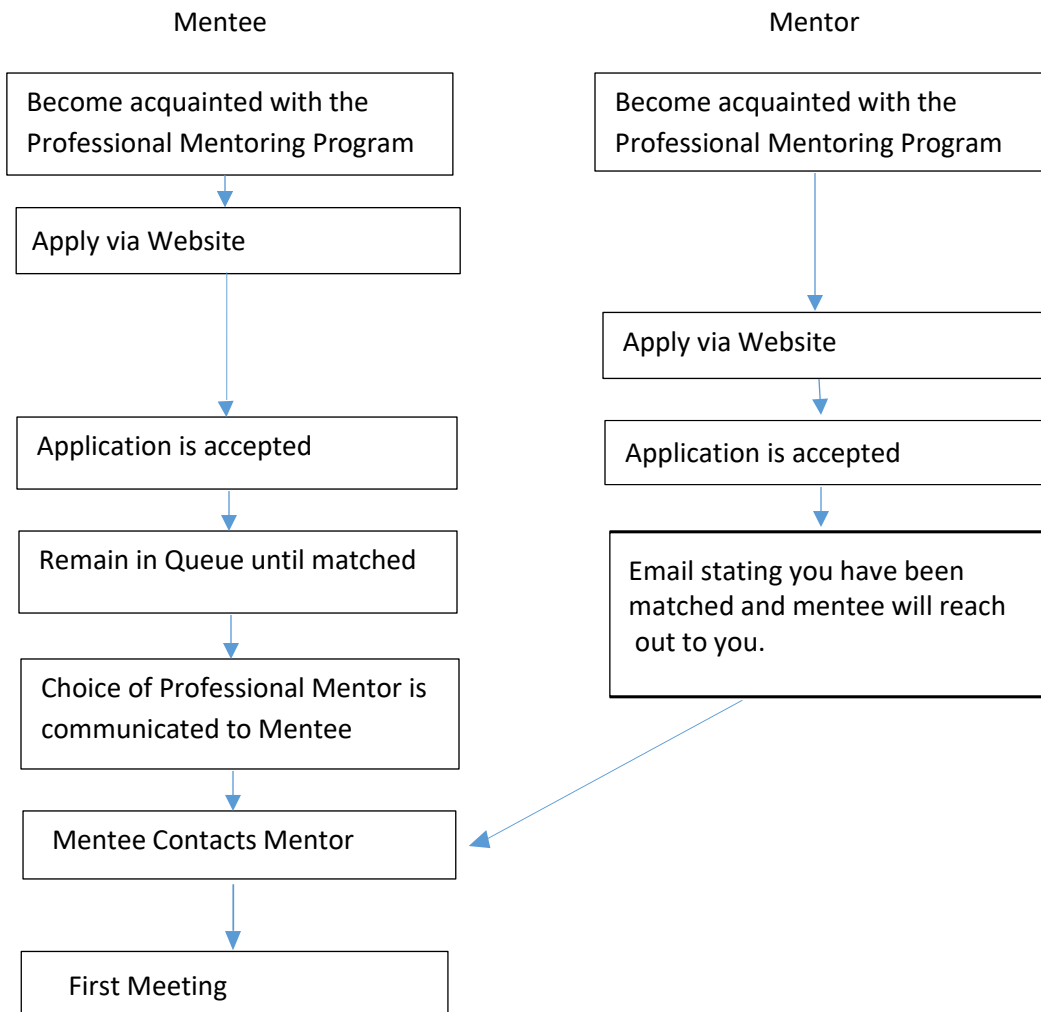 Mentee
Become acquainted with the
Professional Mentoring Program
Apply via Website
Application is accepted
Remain in Queue until matched
Choice of Professional Mentor is
communicated to Mentee
Mentee Contacts Mentor
First Meeting
Mentor
Become acquainted with the
Professional Mentoring Program
Apply via Website
Application is accepted
Email stating you have been
matched and mentee will reach
out to you.